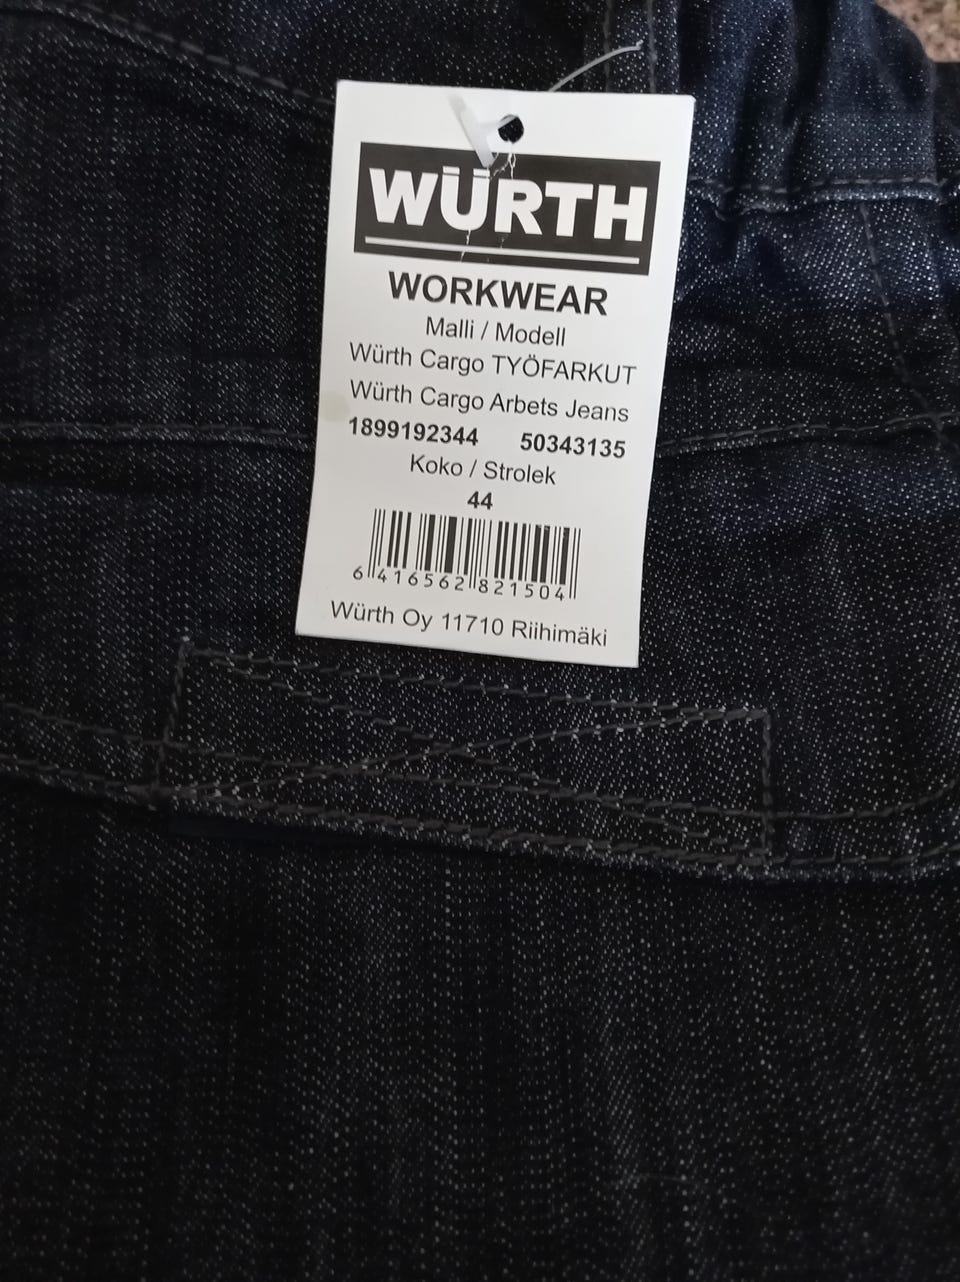 WÜRTH
WORKWEAR
Malli / Modell
Würth Cargo TYÖFARKUT
Würth Cargo Arbets Jeans
1899192344 50343135
Koko / Strolek
44
6 416562 821504
Würth Oy 11710 Riihimäki